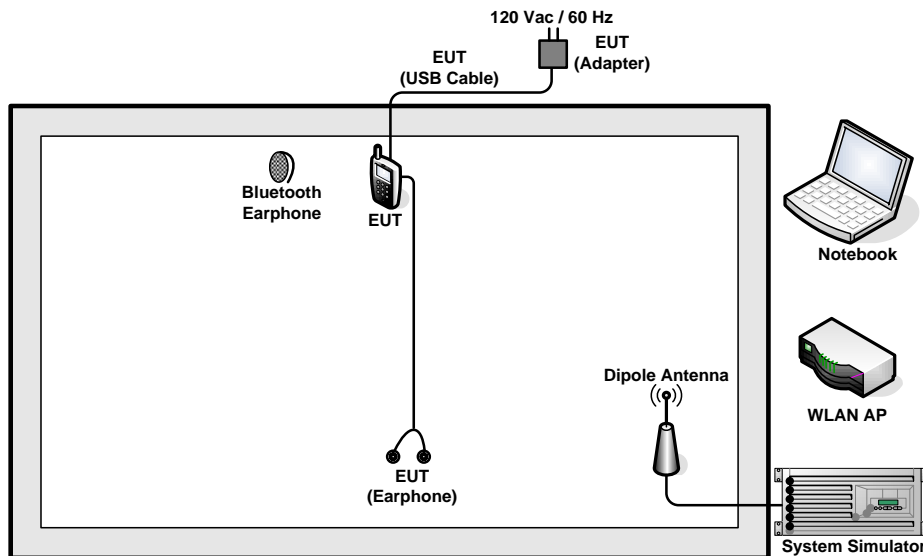 120 Vac / 60 Hz
EUT
(Adapter)
EUT
(USB Cable)
Bluetooth
Earphone
EUT
Notebook
Dipole Antenna
WLAN AP
EUT
(Earphone)
System Simulator